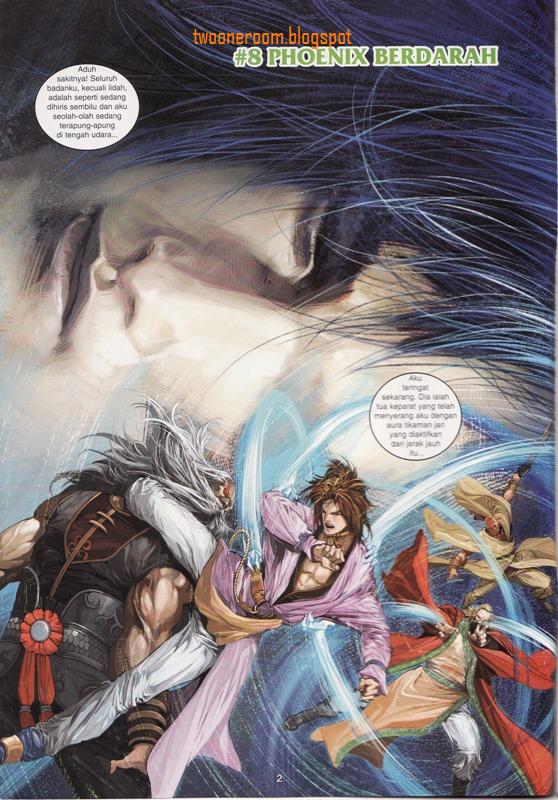 twooneroom.blogspot
#8 PHOENIX BERDARAH
Aduh
sakitnya! Seluruh
badanku, kecuali lidah,
adalah seperti sedang
dihiris sembilu dan aku
seolah-olah sedang
terapung-apung
di tengah udara...
Aku
teringat
sekarang. Dia ialah
tua keparat yang telah
menyerang aku dengan
aura tikaman jari
yang diaktifkan
dari jarak jauh
itu...
2